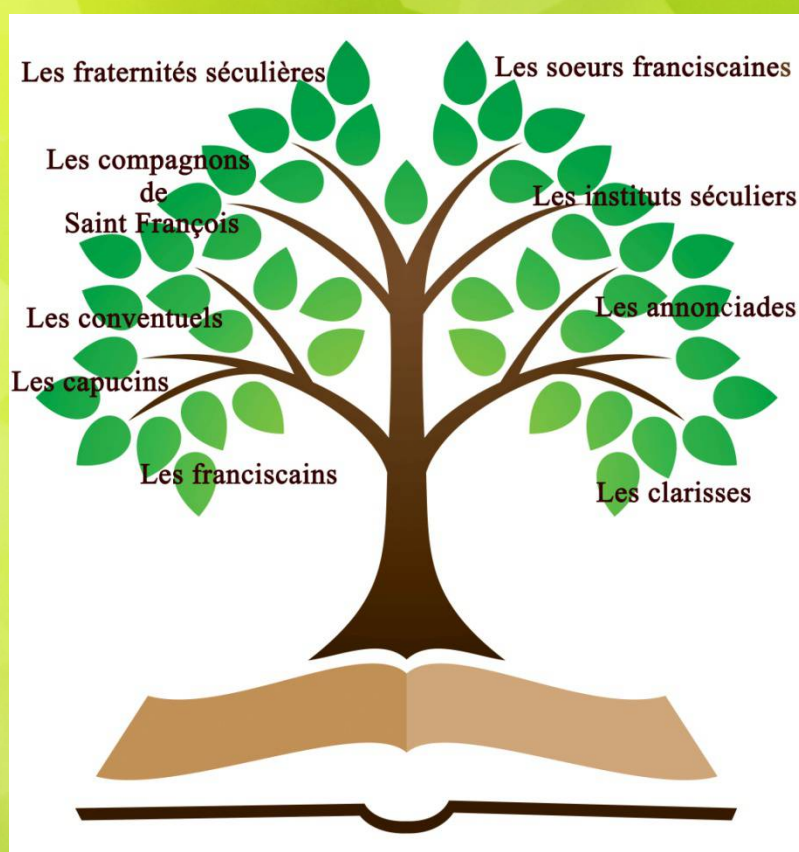 Les fraternités séculières
Les soeurs franciscaines
Les compagnons
de
Saint François
Les instituts séculiers
Les conventuels
Les annonciades
Les capucins
Les franciscains
Les clarisses